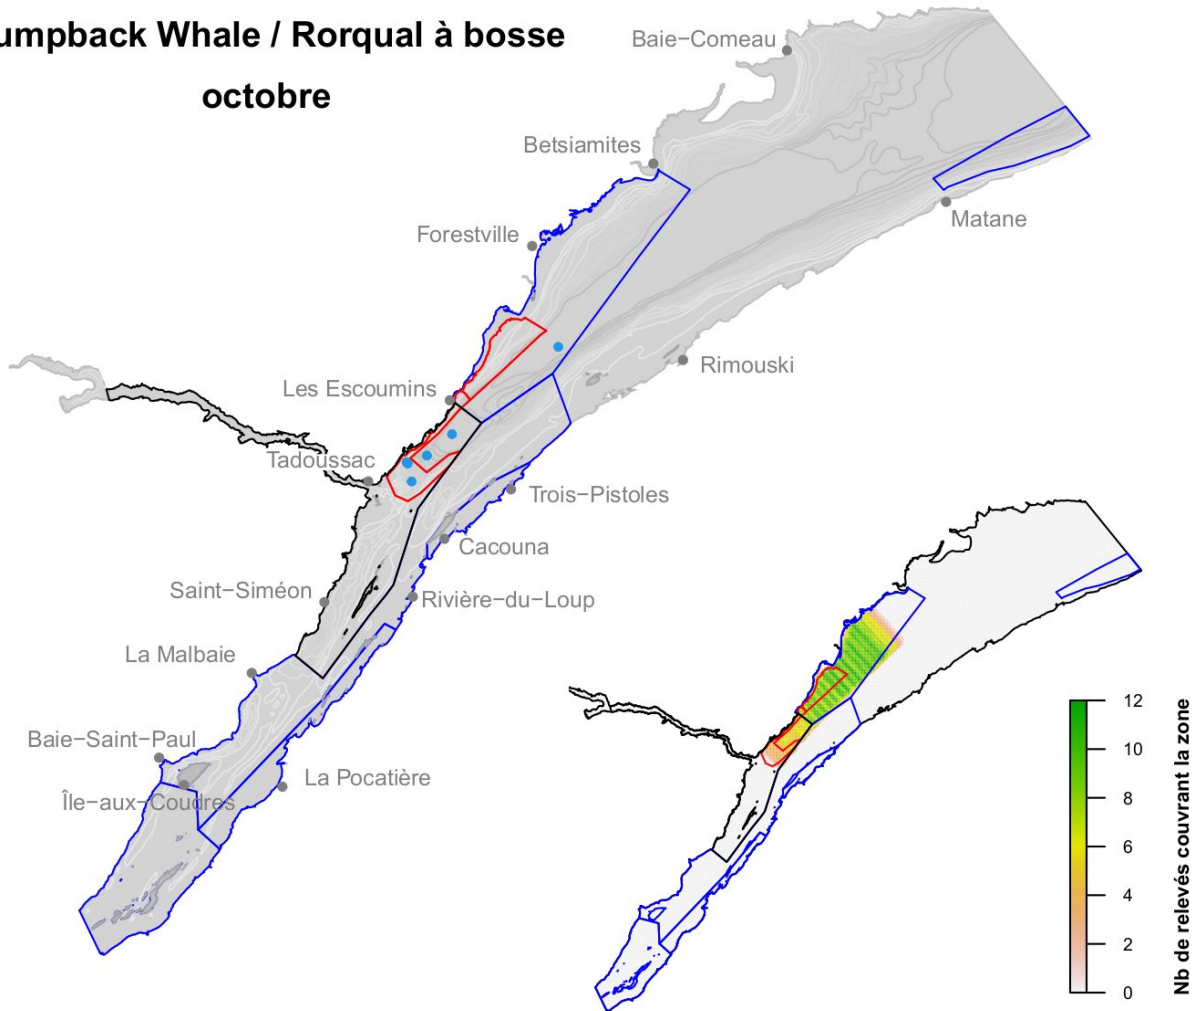 umpback Whale / Rorqual à bosse
octobre
Baie−Comeau
Betsiamites
Matane
Forestville
Rimouski
Les Escoumins
Tadoussac
Trois−Pistoles
Cacouna
Saint−Siméon
Rivière−du−Loup
La Malbaie
Baie−Saint−Paul
La Pocatière
Île−aux−Coudres
12
10
8
6
4
2
0
Nb de relevés couvrant la zone